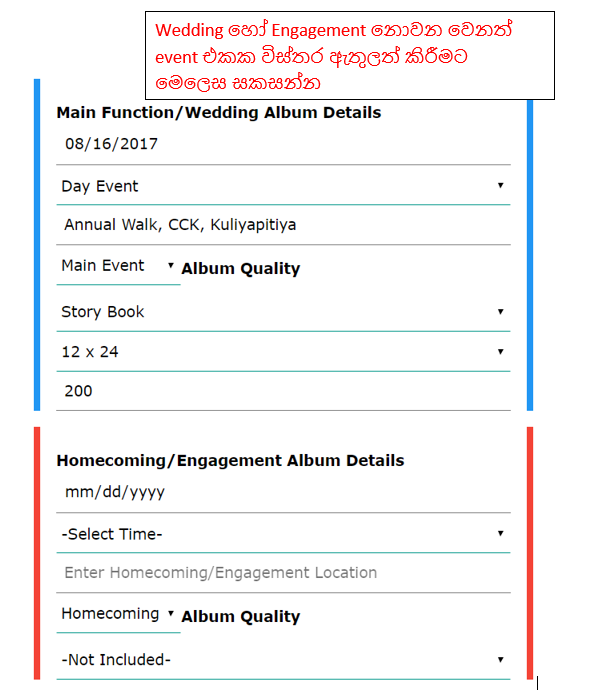 Wedding හෝ Engagement නොවන වෙනත්
event එකක විස්තර ඇතුලත් කිරීමට
මෙලෙස සකසන්න
Main Function/Wedding Album Details
08/16/2017
Day Event
Annual Walk, CCK, Kuliyapitiya
Main Event Album Quality
Story Book
12 x 24
200
Homecoming/Engagement Album Details
mm/dd/yyyy
-Select Time-
Enter Homecoming/Engagement Location
Homecoming Album Quality
-Not Included-